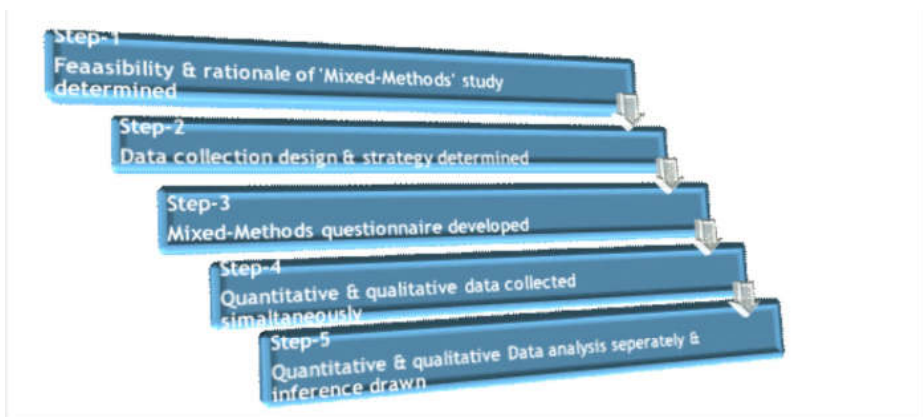 Step-1
Feaasibility & rationale of 'Mixed-Methods' study
determined
Step-2
Data collection design & strategy determined
Step-3
Mixed-Methods questionnaire developed
Step-4
Quantitative & qualitative data collected
simaltaneously
Step-5
Quantitative & qualitative Data analysis seperately &
inference drawn